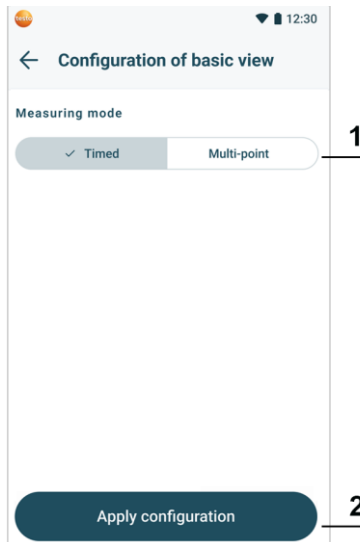 testo
12:30
Configuration of basic view
Measuring mode
1
Timed
Multi-point
2
Apply configuration